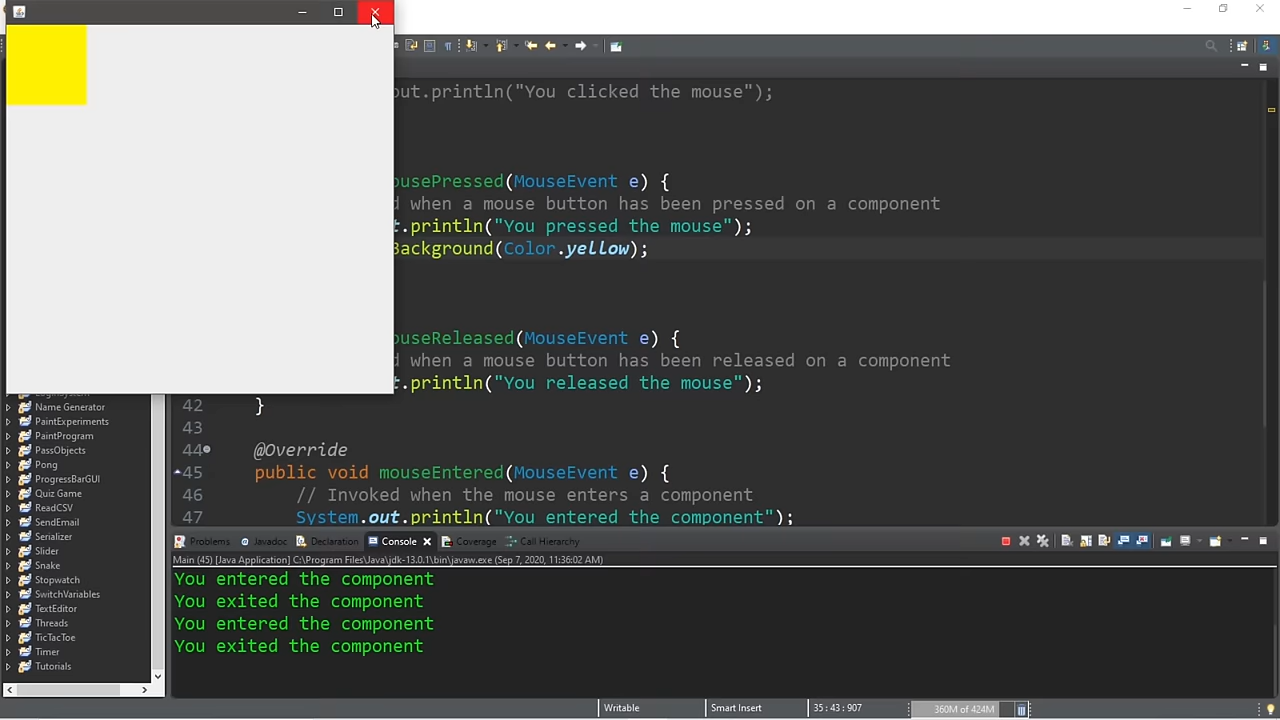 out.println("You clicked the mouse");
ousePressed(MouseEvent e) {
d when a mouse button has been pressed on a component
t.println("You pressed the mouse");
Background(Color.yellow);
ouseReleased(MouseEvent e) {
d when a mouse button has been released on a component
t.println("You released the mouse");
42 }
43
44 @Override
45 public void mouseEntered(MouseEvent e) {
46 // Invoked when the mouse enters a component
47 System.out.println("You entered the component");
Name Generator
PaintExperiments
PaintProgram
PassObjects
Pong
ProgressBarGUI
Quiz Game
ReadCSV
SendEmail
Serializer
Slider
Snake
Stopwatch
SwitchVariables
TextEditor
Threads
TicTacToe
Timer
Tutorials
Problems Javadoc Declaration Console Coverage Call Hierarchy
Main (45) [Java Application] C:\Program Files\Java\jdk-13.0.1\bin\javaw.exe (Sep 7, 2020, 11:36:02 AM)
You entered the component
You exited the component
You entered the component
You exited the component
Writable Smart Insert 35 : 43 : 907 360M of 424M